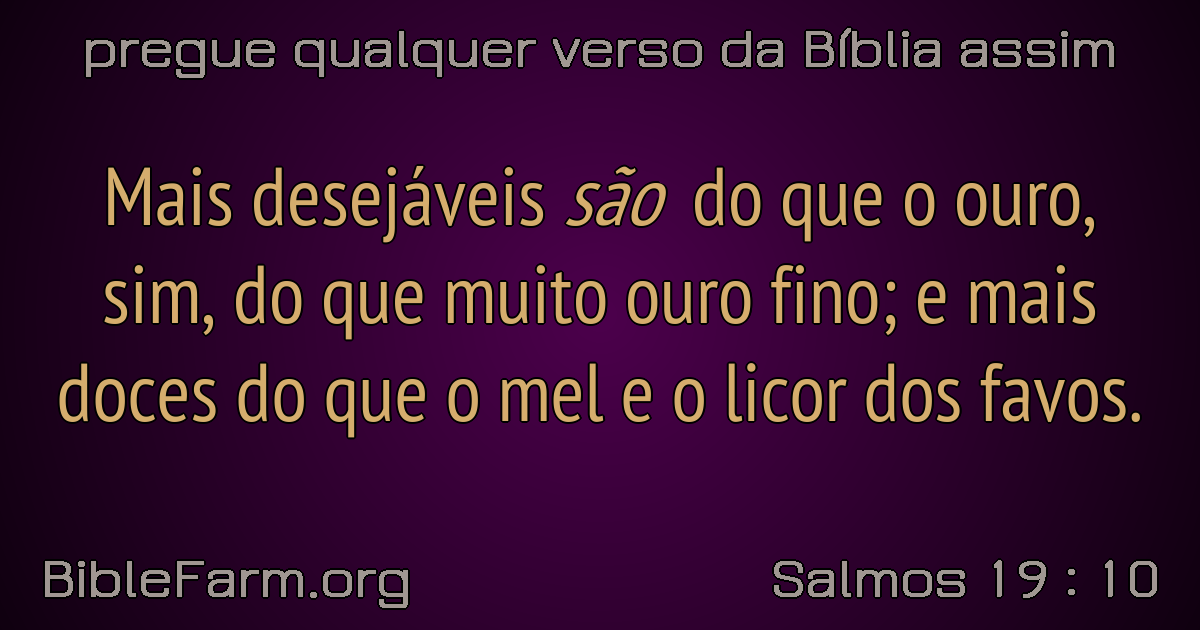 pregue qualquer verso da Bíblia assim
Mais desejáveis são do que o ouro,
sim, do que muito ouro fino; e mais
doces do que o mel e o licor dos favos.
BibleFarm.org
Salmos 19 : 10